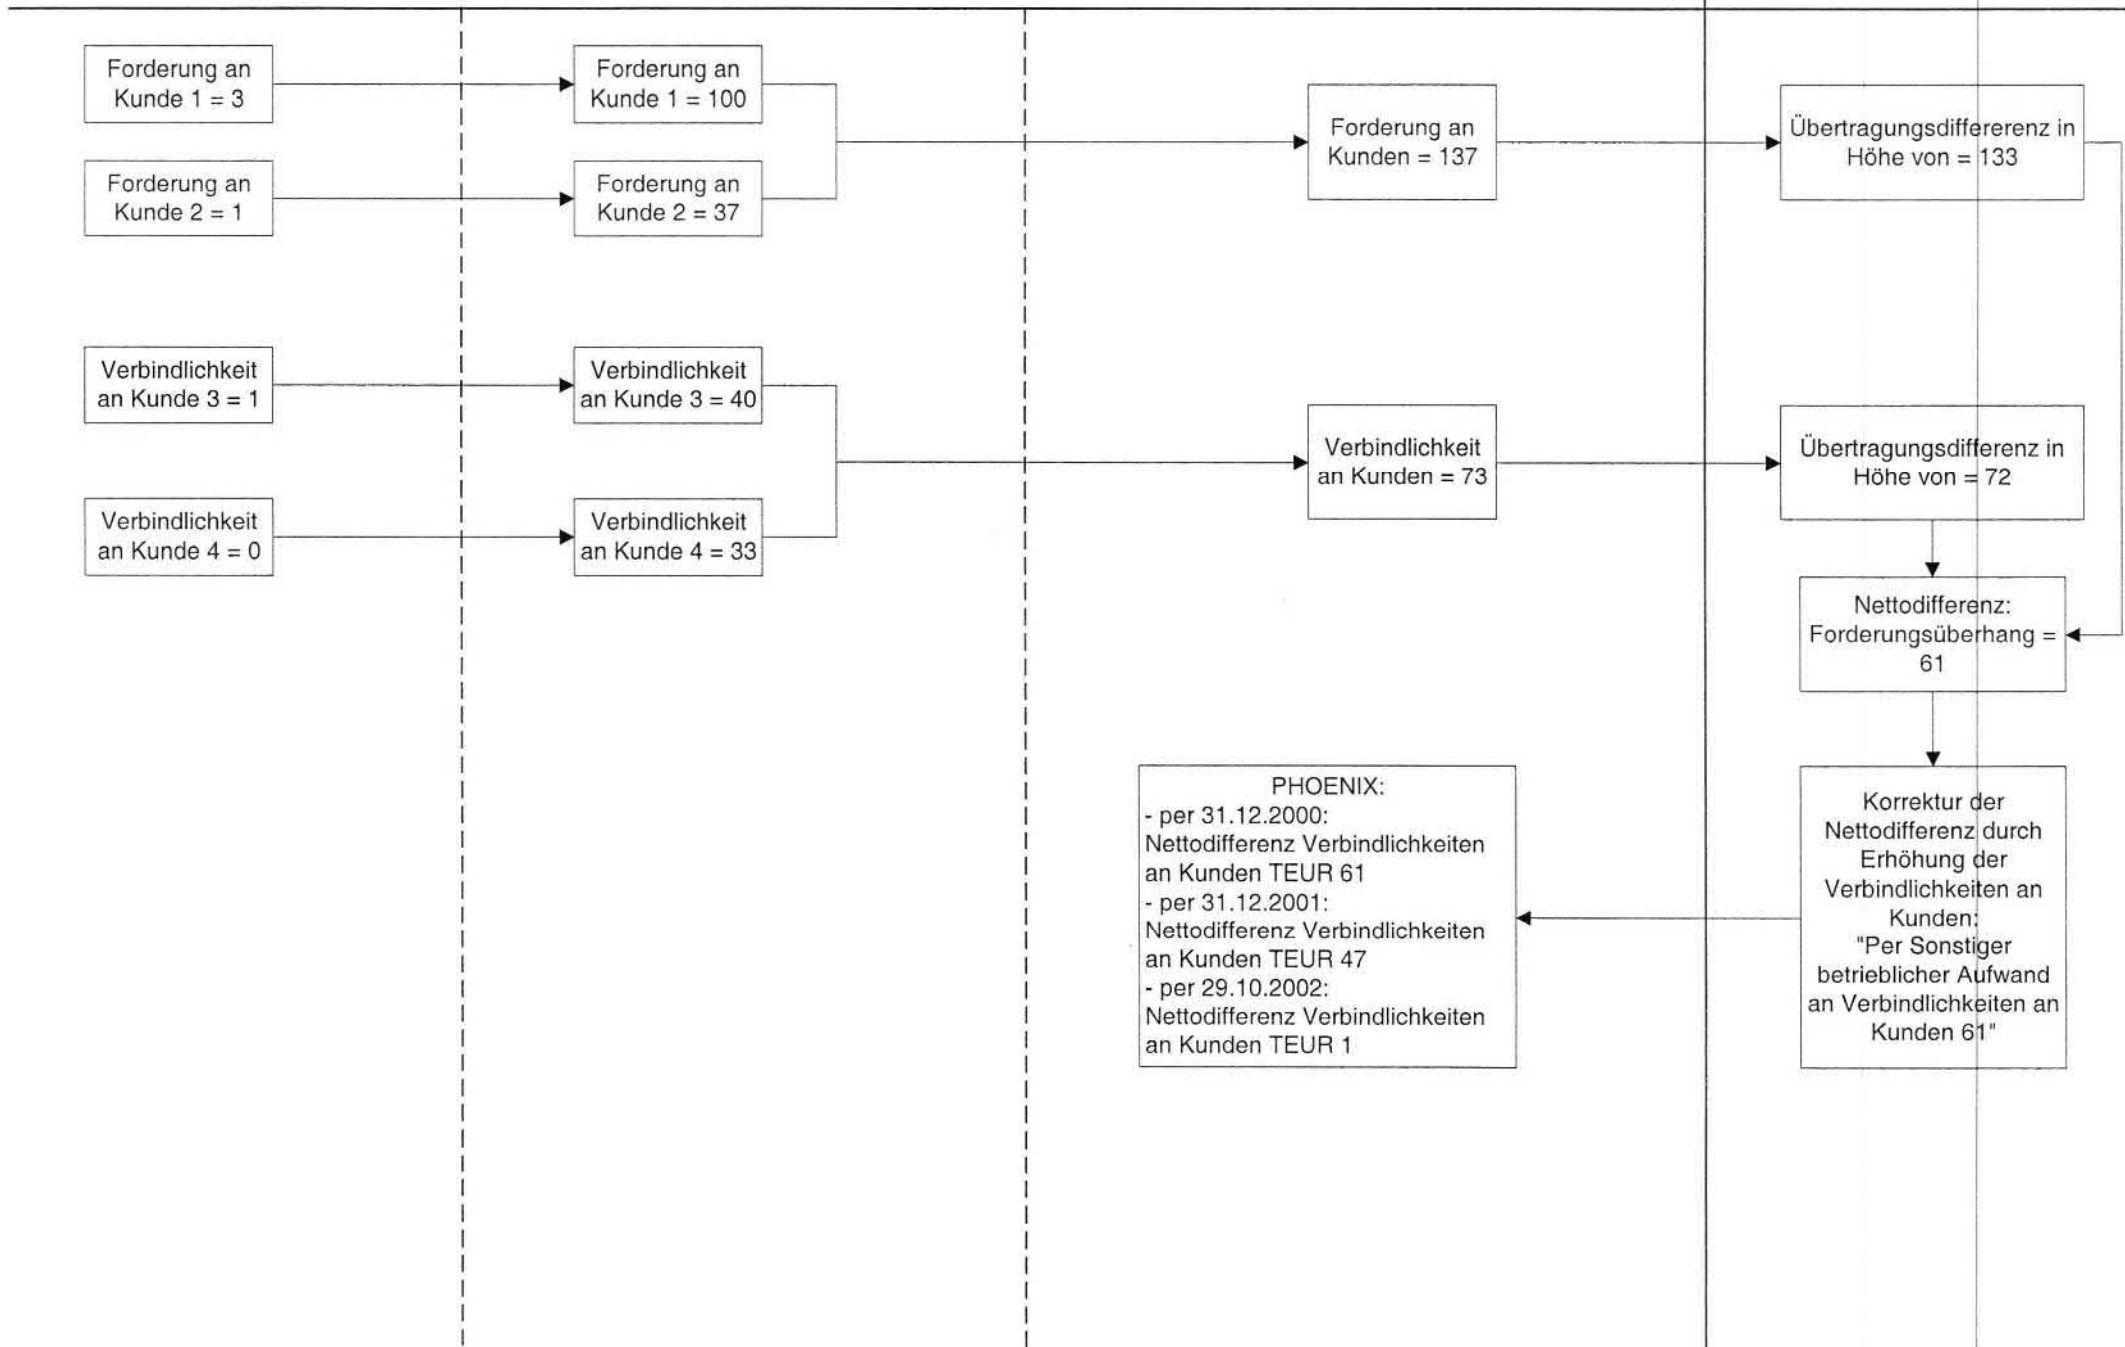 Forderung an
Kunde 1 = 3
Forderung an
Kunde 1 = 100
Forderung an
Kunde 2 = 1
Forderung an
Kunde 2 = 37
Forderung an
Kunden = 137
Übertragungsdiffererenz in
Höhe von = 133
Verbindlichkeit
an Kunde 3 = 1
Verbindlichkeit
an Kunde 3 = 40
Verbindlichkeit
an Kunde 4 = 0
Verbindlichkeit
an Kunde 4 = 33
Verbindlichkeit
an Kunden = 73
Übertragungsdifferenz in
Höhe von = 72
Nettodifferenz:
Forderungsüberhang =
61
Korrektur der
Nettodifferenz durch
Erhöhung der
Verbindlichkeiten an
Kunden:
"Per Sonstiger
betrieblicher Aufwand
an Verbindlichkeiten an
Kunden 61"
PHOENIX:
- per 31.12.2000:
Nettodifferenz Verbindlichkeiten
an Kunden TEUR 61
- per 31.12.2001:
Nettodifferenz Verbindlichkeiten
an Kunden TEUR 47
- per 29.10.2002:
Nettodifferenz Verbindlichkeiten
an Kunden TEUR 1